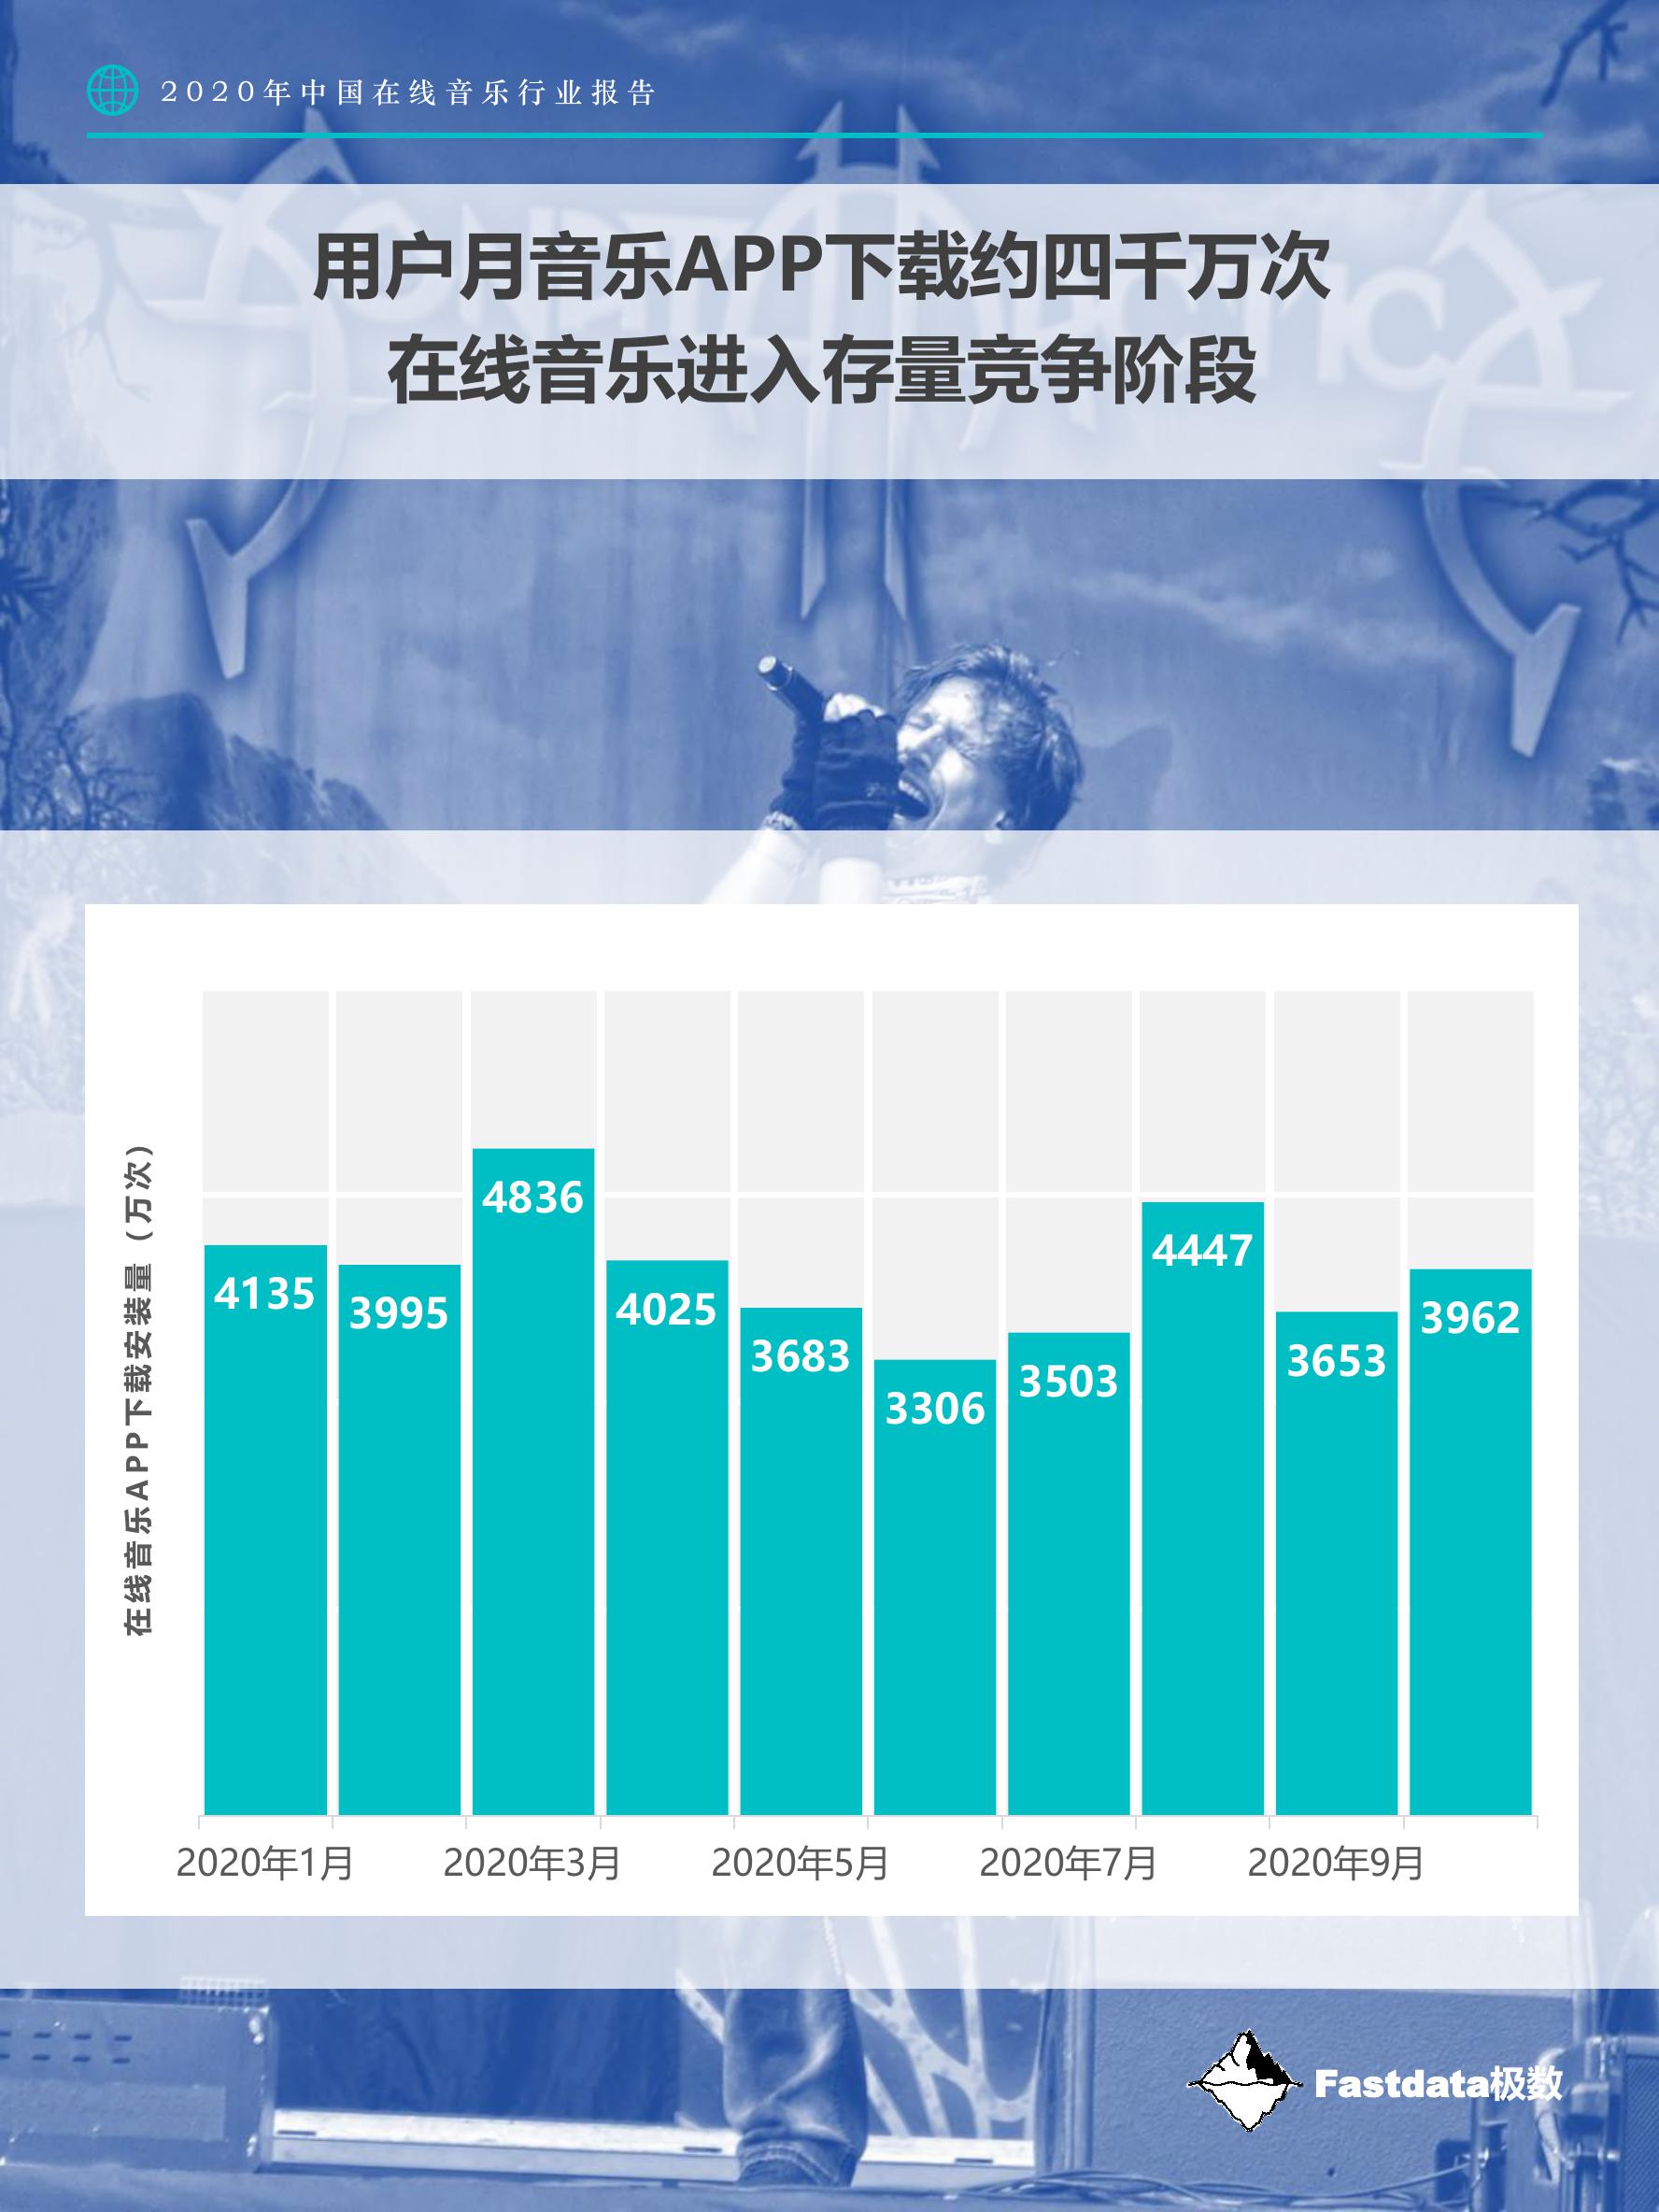 2020年中国在线音乐行业报告
用户月音乐APP下载约四千万次
在线音乐进入存量竞争阶段
在线音乐APP下载安装量（万次）
4135
3995
4836
4025
3683
3306
3503
4447
3653
3962
2020年1月
2020年3月
2020年5月
2020年7月
2020年9月
Fastdata极数